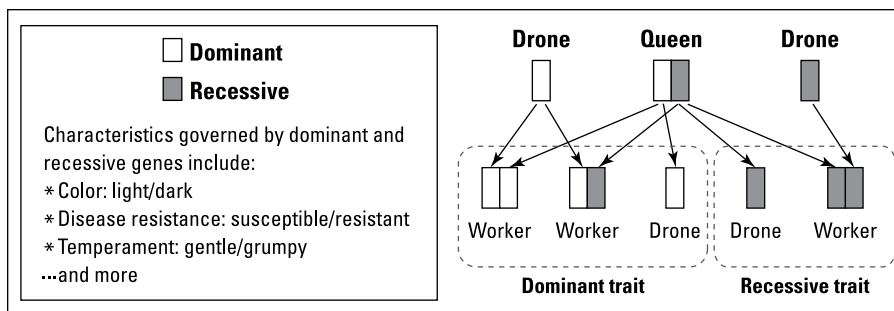 Dominant
Recessive
Characteristics governed by dominant and
recessive genes include:
* Color: light/dark
* Disease resistance: susceptible/resistant
* Temperament: gentle/grumpy
...and more
Drone Queen Drone
Worker Worker Drone Drone Worker
Dominant trait Recessive trait